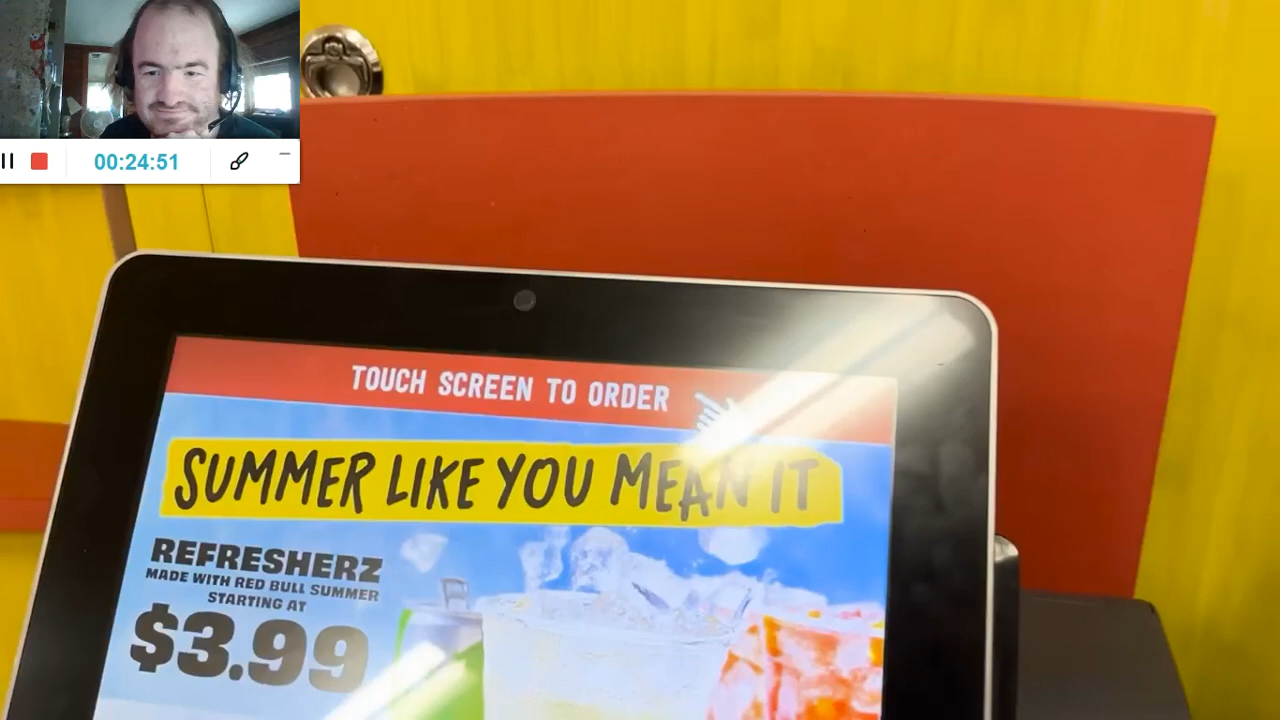 00:24:51
TOUCH SCREEN TO ORDER
SUMMER LIKE YOU MEAN IT
REFRESHERZ
MADE WITH RED BULL SUMMER
STARTING AT
$3.99